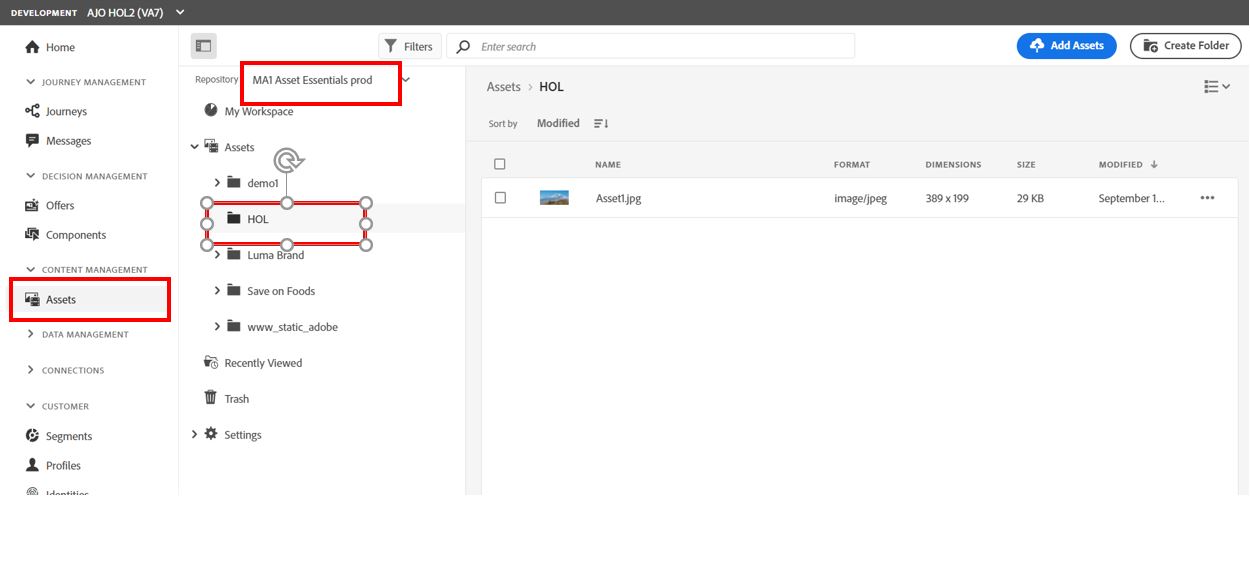 DEVELOPMENT AJO HOL2 (VA7)
Home
JOURNEY MANAGEMENT
Journeys
Messages
DECISION MANAGEMENT
Offers
Components
CONTENT MANAGEMENT
Assets
DATA MANAGEMENT
CONNECTIONS
CUSTOMER
Segments
Profiles
Identities
Filters
Enter search
Add Assets
Create Folder
Repository MA1 Asset Essentials prod
My Workspace
Assets
demo1
HOL
Luma Brand
Save on Foods
www_static_adobe
Recently Viewed
Trash
Settings
Assets > HOL
Sort by Modified
NAME FORMAT DIMENSIONS SIZE MODIFIED
Asset1.jpg image/jpeg 389 x 199 29 KB September 1...